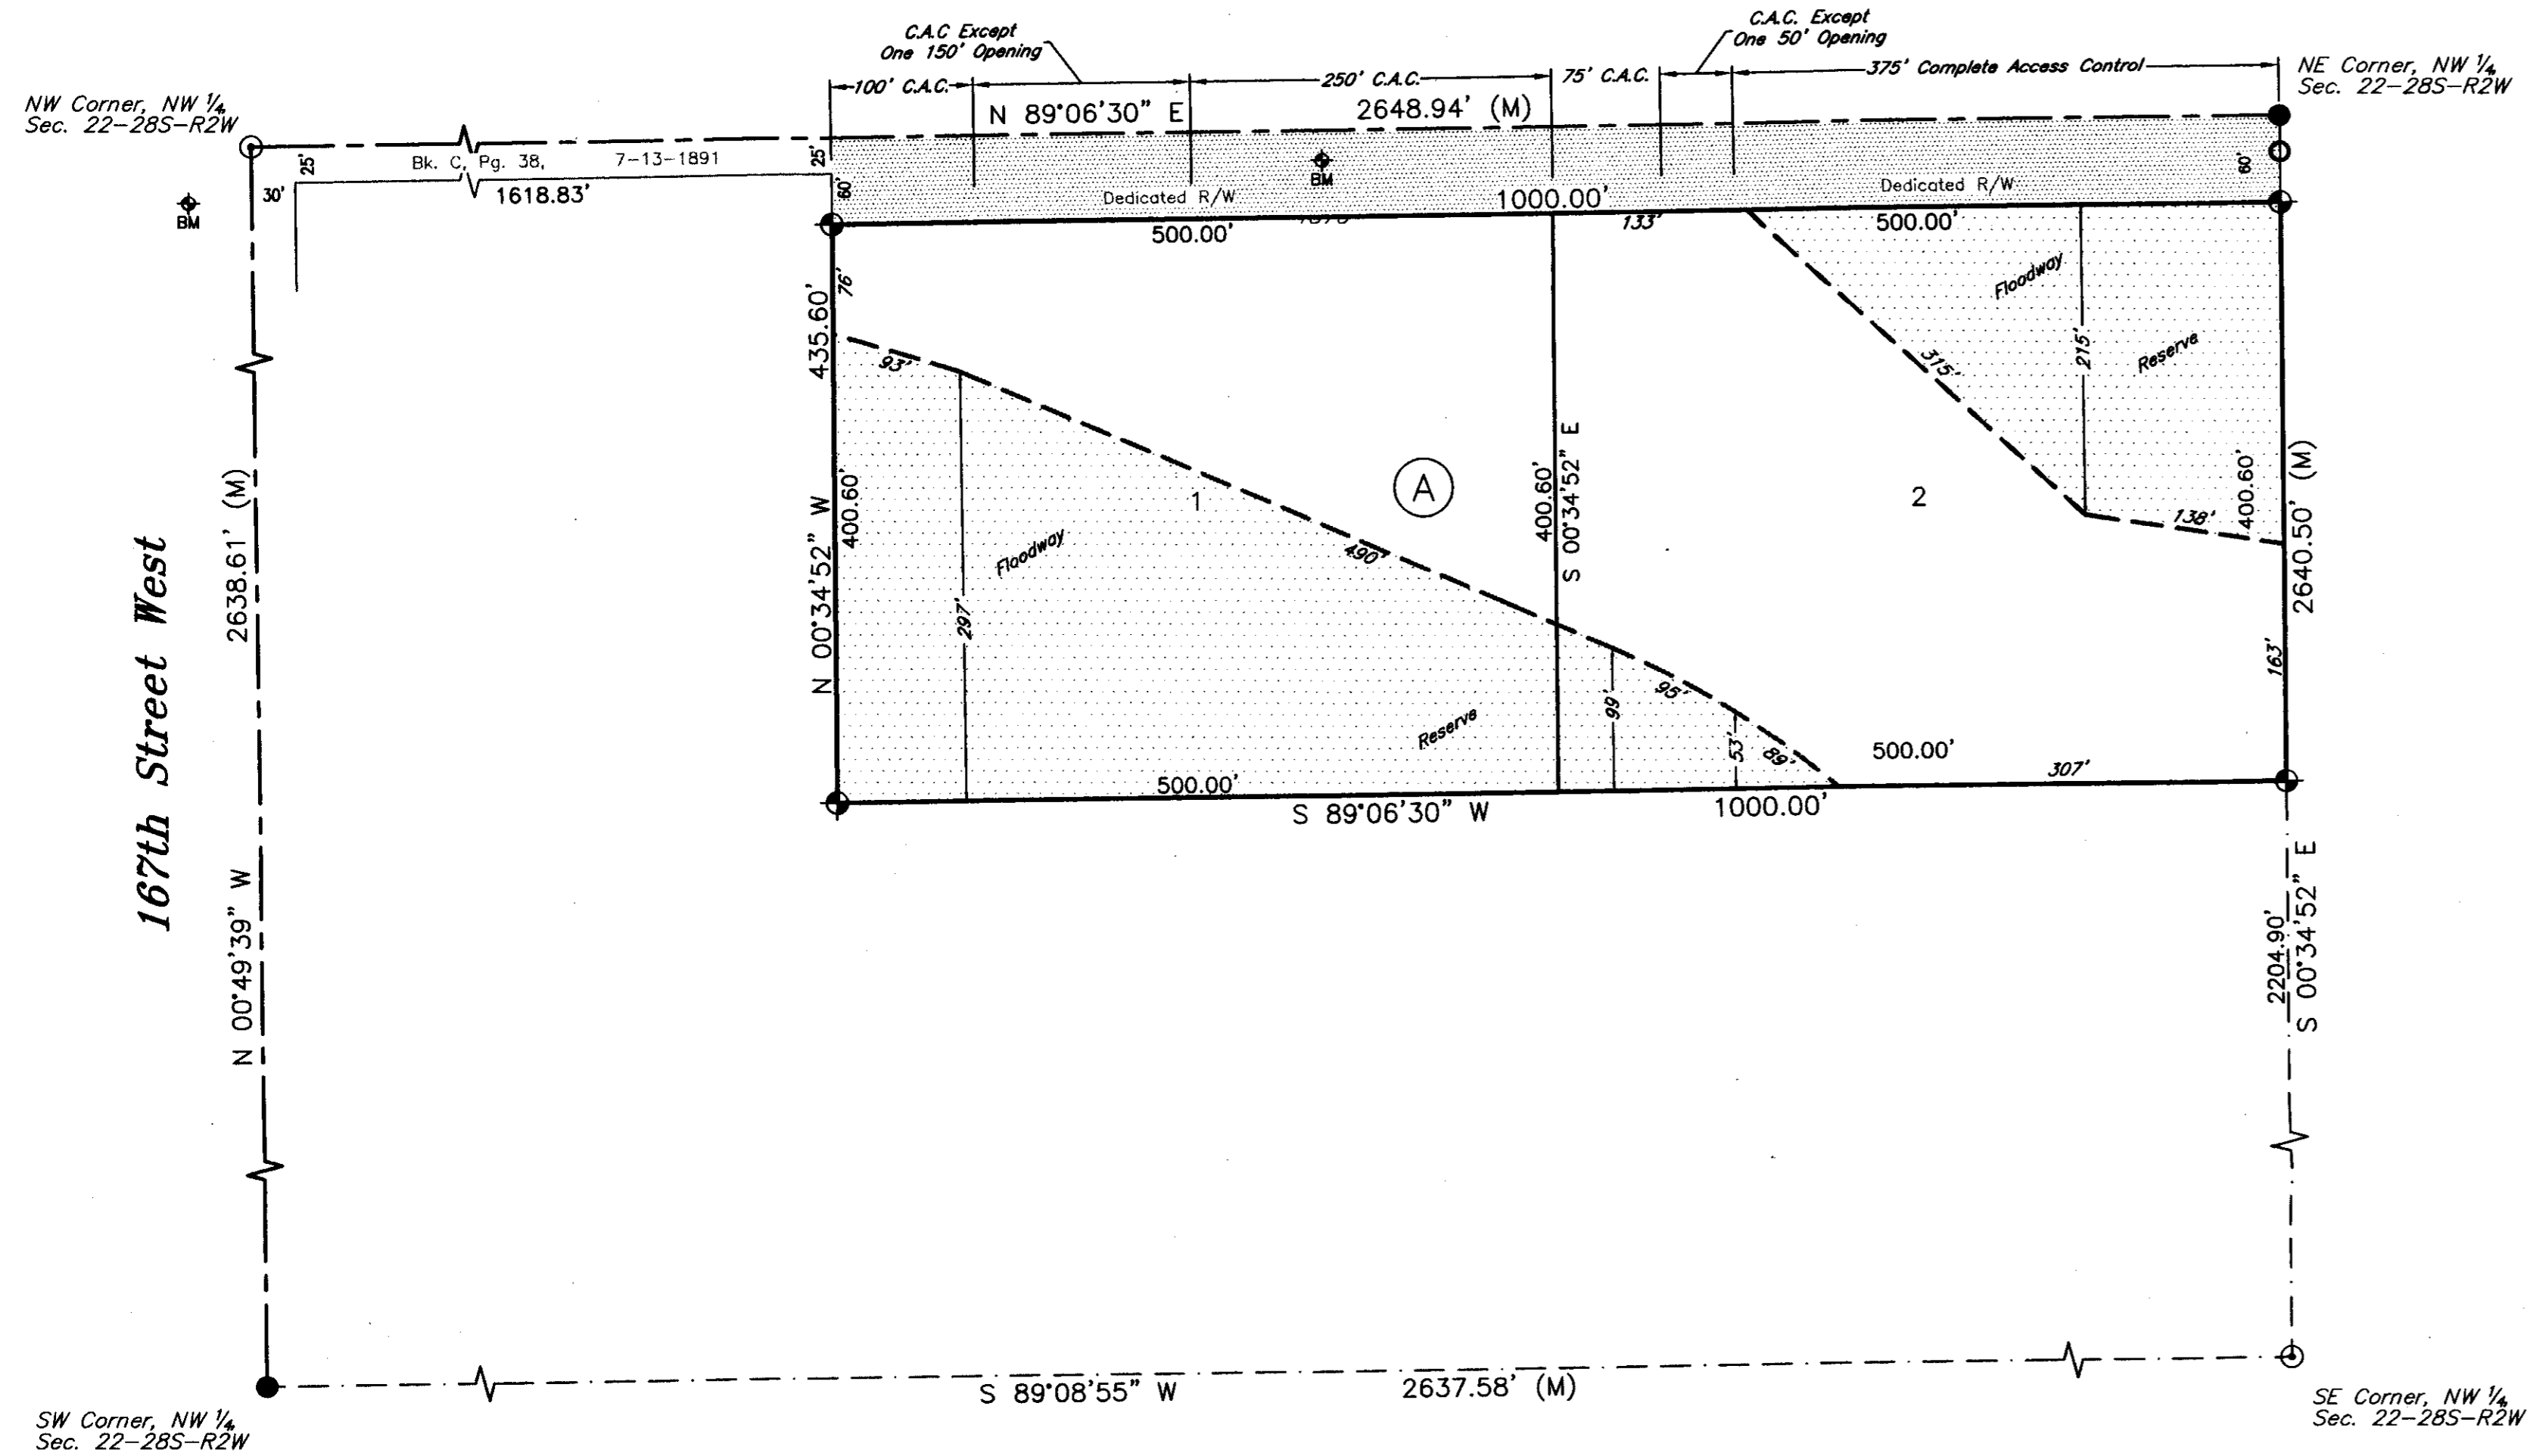 C.A.C Except
One 150' Opening
C.A.C. Except
One 50' Opening
100' C.A.C.
250' C.A.C.
75' C.A.C.
375' Complete Access Control
NW Corner, NW 1/4,
Sec. 22-28S-R2W
NE Corner, NW 1/4,
Sec. 22-28S-R2W
N 89°06'30" E
2648.94' (M)
25'
Bk. C, Pg. 38,
7-13-1891
25'
30'
1618.83'
60'
BM
BM
Dedicated R/W
1000.00'
Dedicated R/W
60'
500.00'
133'
500.00'
76'
435.60'
93'
Floodway
Reserve
215'
315'
138'
400.60'
2640.50' (M)
163'
167th Street West
2638.61' (M)
N 00°49'39" W
N 00°34'52" W
400.60'
297'
Floodway
1
A
490'
400.60'
S 00°34'52" E
2
Reserve
99'
95'
53'
89'
500.00'
307'
500.00'
S 89°06'30" W
1000.00'
2204.90'
S 00°34'52" E
S 89°08'55" W
2637.58' (M)
SW Corner, NW 1/4,
Sec. 22-28S-R2W
SE Corner, NW 1/4,
Sec. 22-28S-R2W